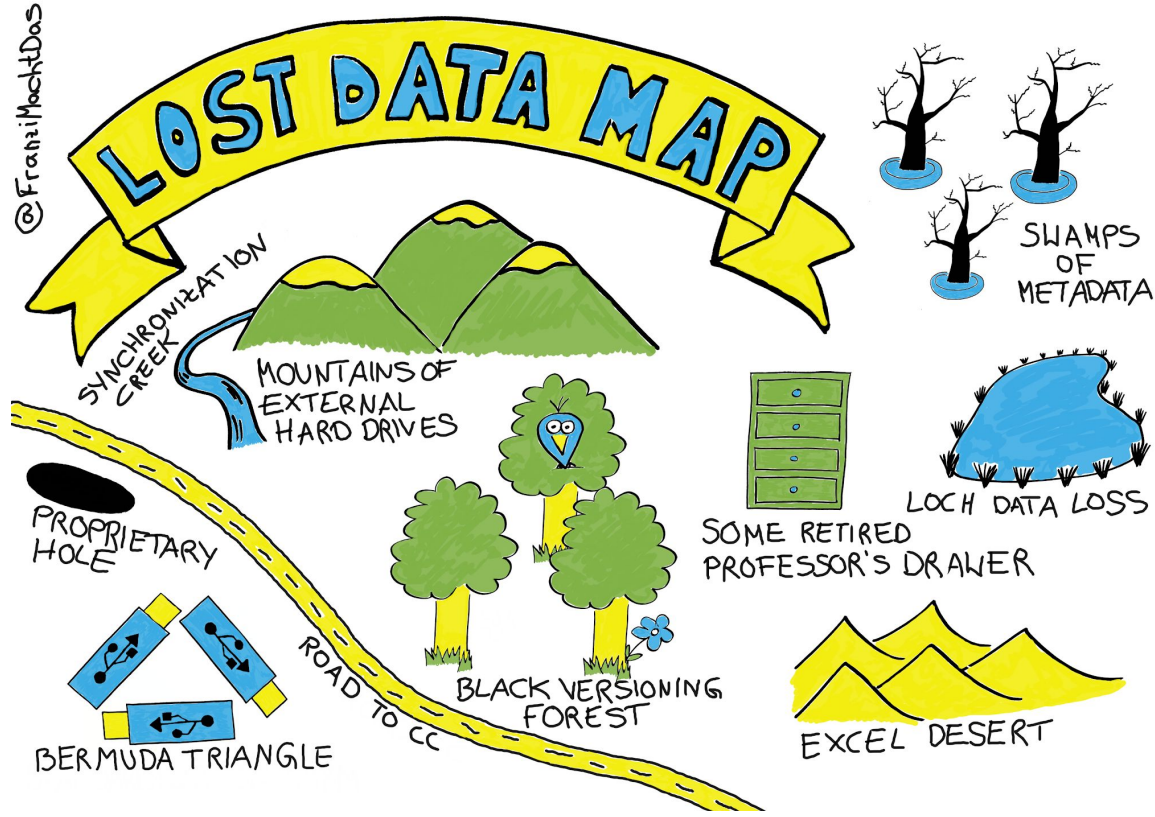 @FranziMachtDas
LOST DATA MAP
SWAMPS
OF
METADATA
SYNCHRONIZATION
CREEK
MOUNTAINS OF
EXTERNAL
HARD DRIVES
LOCH DATA LOSS
SOME RETIRED
PROFESSOR'S DRAWER
PROPRIETARY
HOLE
ROAD TO CC
BLACK VERSIONING
FOREST
EXCEL DESERT
BERMUDA TRIANGLE